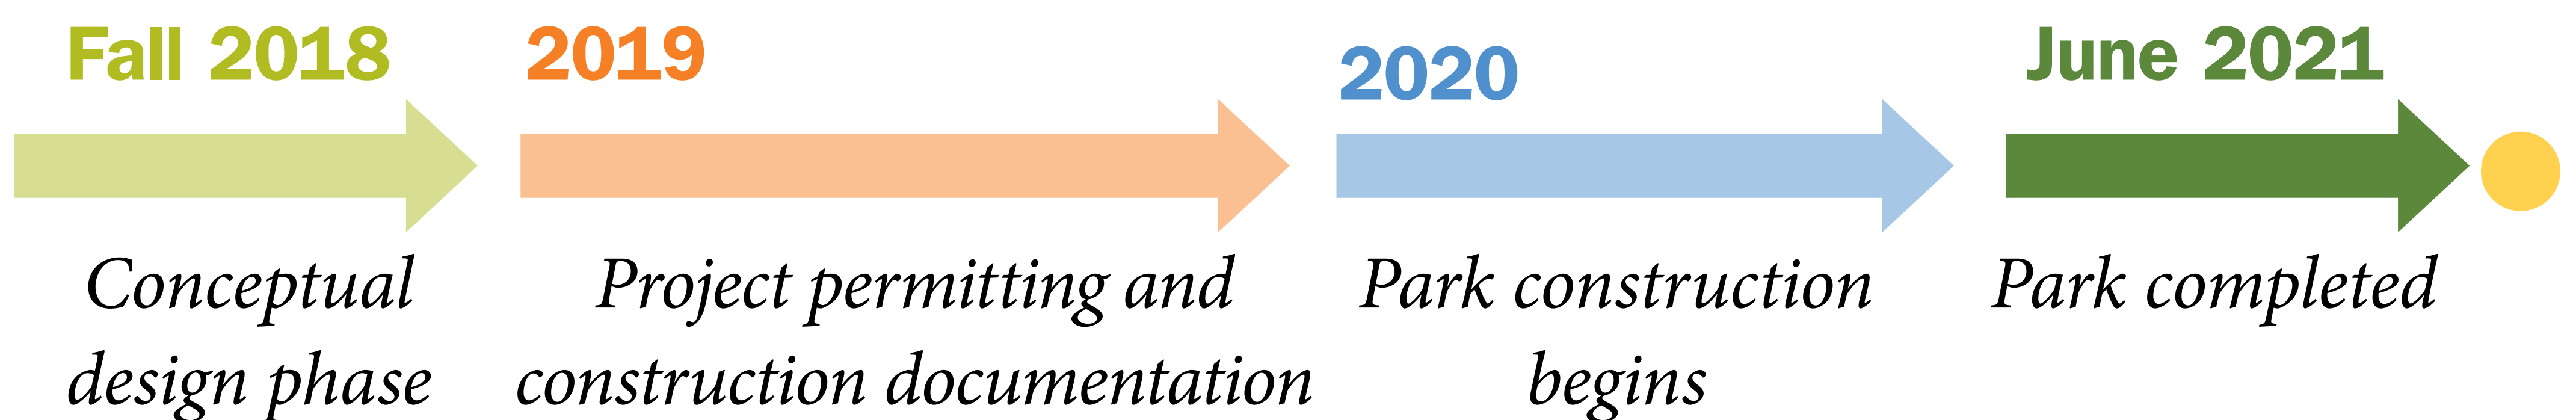 Fall 2018
Conceptual
design phase
2019
Project permitting and
construction documentation
2020
Park construction
begins
June 2021
Park completed